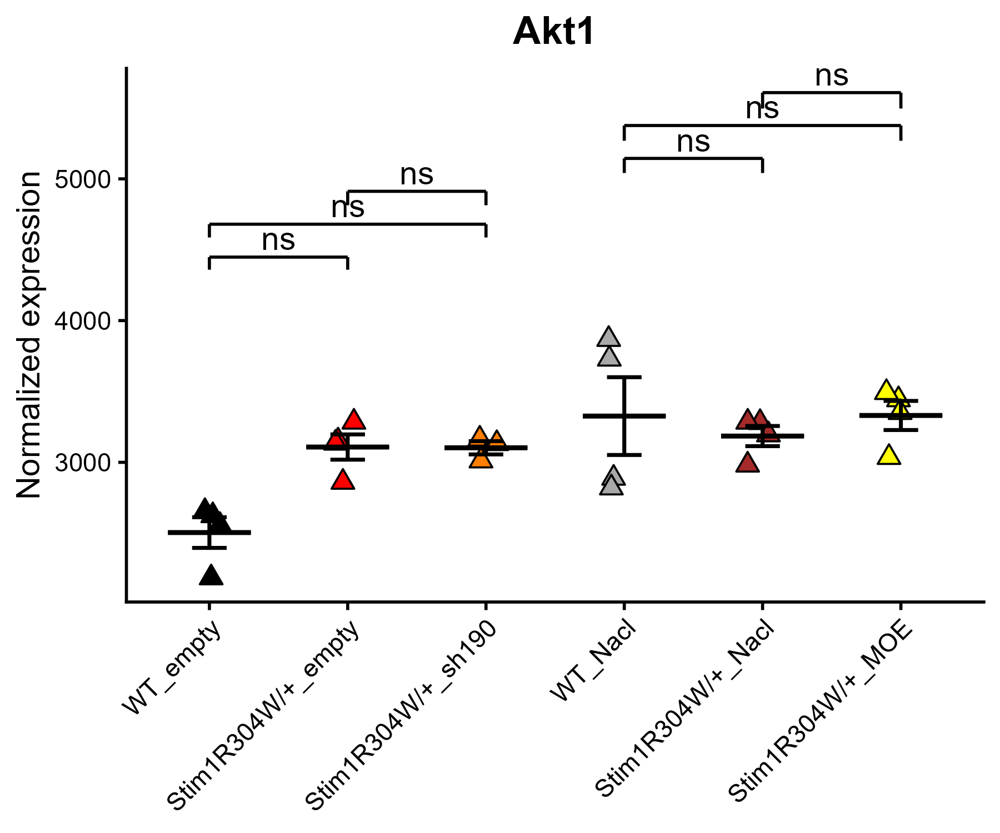 Akt1
Normalized expression
5000
4000
3000
ns
ns
ns
ns
ns
ns
WT_empty
Stim1R304W/+_empty
Stim1R304W/+_sh190
WT_Nacl
Stim1R304W/+_Nacl
Stim1R304W/+_MOE